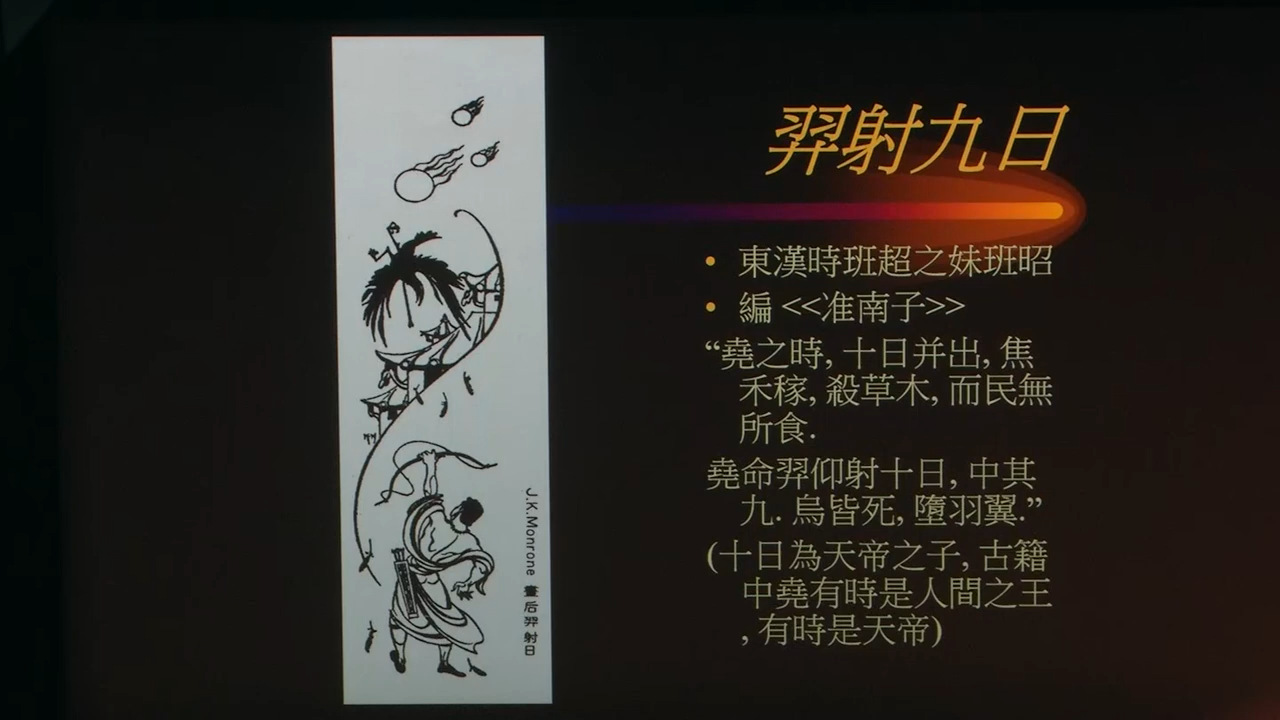 羿射九日
• 東漢時班超之妹班昭
• 編 <<准南子>>
“堯之時, 十日并出, 焦
禾稼, 殺草木, 而民無
所食.
堯命羿仰射十日, 中其
九. 烏皆死, 墮羽翼.”
(十日為天帝之子, 古籍
中堯有時是人間之王
, 有時是天帝)
J.K.Monrone 畫后羿射日